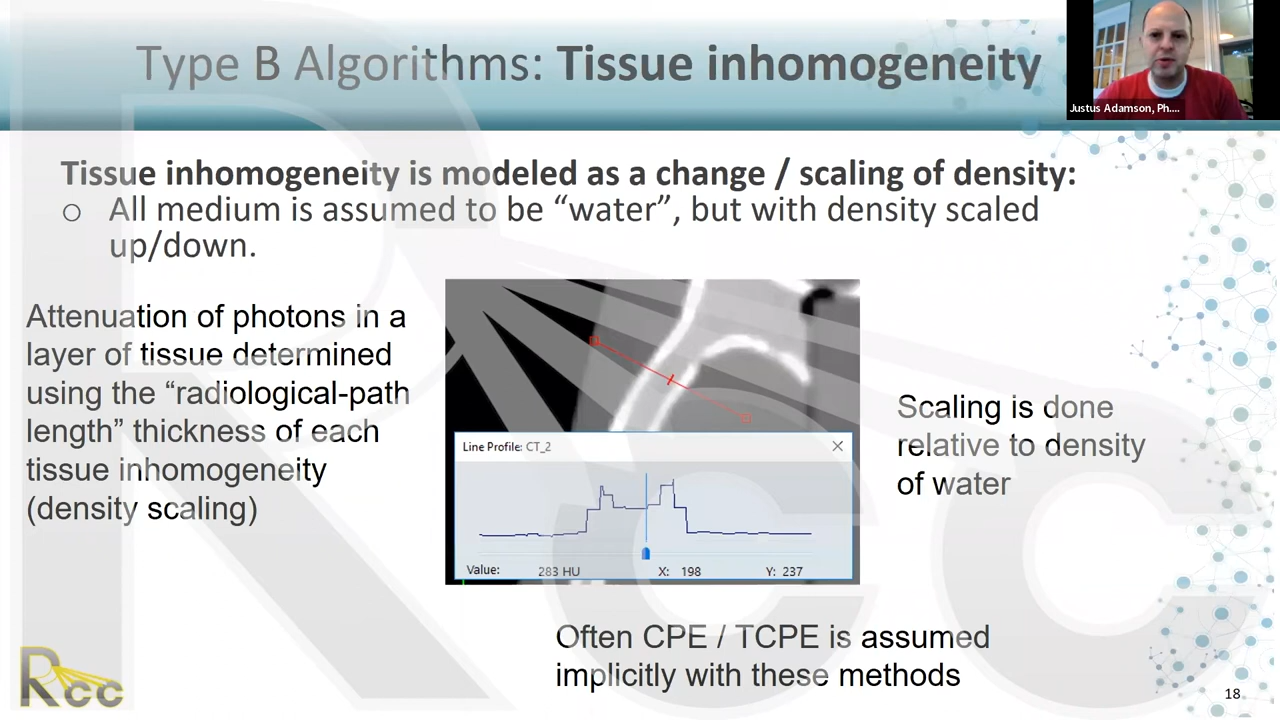 Type B Algorithms: Tissue inhomogeneity
Justus Adamson, Ph....
Tissue inhomogeneity is modeled as a change / scaling of density:
o All medium is assumed to be “water”, but with density scaled
up/down.
Attenuation of photons in a
layer of tissue determined
using the “radiological-path
length” thickness of each
tissue inhomogeneity
(density scaling)
Line Profile: CT_2
Value: 283 HU X: 198 Y: 237
Scaling is done
relative to density
of water
Often CPE / TCPE is assumed
implicitly with these methods
Rcc
Rcc
18